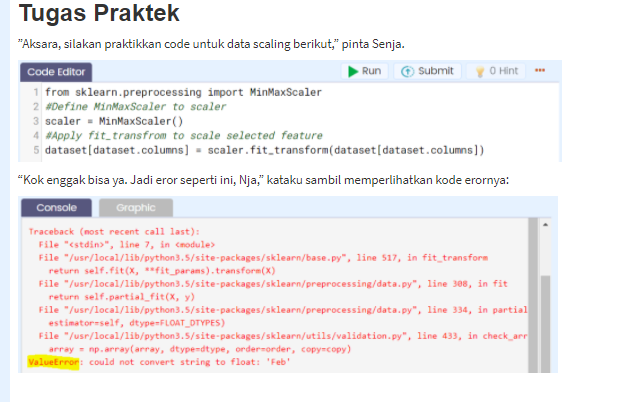 Tugas Praktek
”Aksara, silakan praktikkan code untuk data scaling berikut,” pinta Senja.
Code Editor
Run
Submit
0 Hint
1 from sklearn.preprocessing import MinMaxScaler
2 #Define MinMaxScaler to scaler
3 scaler = MinMaxScaler()
4 #Apply fit_transfrom to scale selected feature
5 dataset[dataset.columns] = scaler.fit_transform(dataset[dataset.columns])
“Kok enggak bisa ya. Jadi eror seperti ini, Nja,” kataku sambil memperlihatkan kode erornya:
Console
Graphic
Traceback (most recent call last):
File "<stdin>", line 7, in <module>
File "/usr/local/lib/python3.5/site-packages/sklearn/base.py", line 517, in fit_transform
return self.fit(X, **fit_params).transform(X)
File "/usr/local/lib/python3.5/site-packages/sklearn/preprocessing/data.py", line 308, in fit
return self.partial_fit(X, y)
File "/usr/local/lib/python3.5/site-packages/sklearn/preprocessing/data.py", line 334, in partial
estimator=self, dtype=FLOAT_DTYPES)
File "/usr/local/lib/python3.5/site-packages/sklearn/utils/validation.py", line 433, in check_arr
array = np.array(array, dtype=dtype, order=order, copy=copy)
ValueError: could not convert string to float: 'Feb'